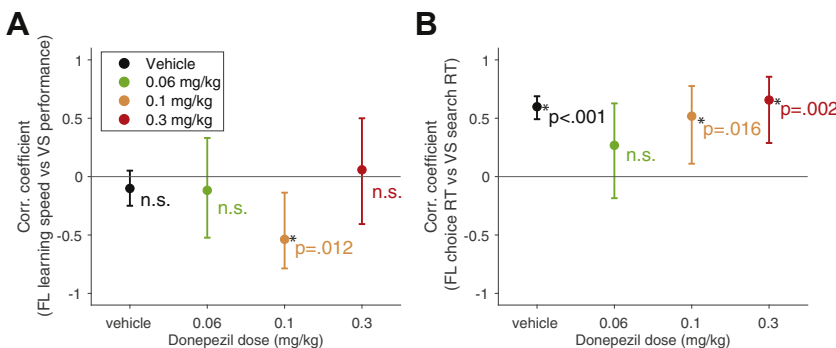 A
Corr. coefficient
(FL learning speed vs VS performance)
1
0.5
0
-0.5
-1
Vehicle
0.06 mg/kg
0.1 mg/kg
0.3 mg/kg
n.s.
n.s.
*p=.012
n.s.
vehicle
0.06
0.1
0.3
Donepezil dose (mg/kg)
B
Corr. coefficient
(FL choice RT vs VS search RT)
1
0.5
0
-0.5
-1
*p<.001
n.s.
*p=.016
*p=.002
vehicle
0.06
0.1
0.3
Donepezil dose (mg/kg)